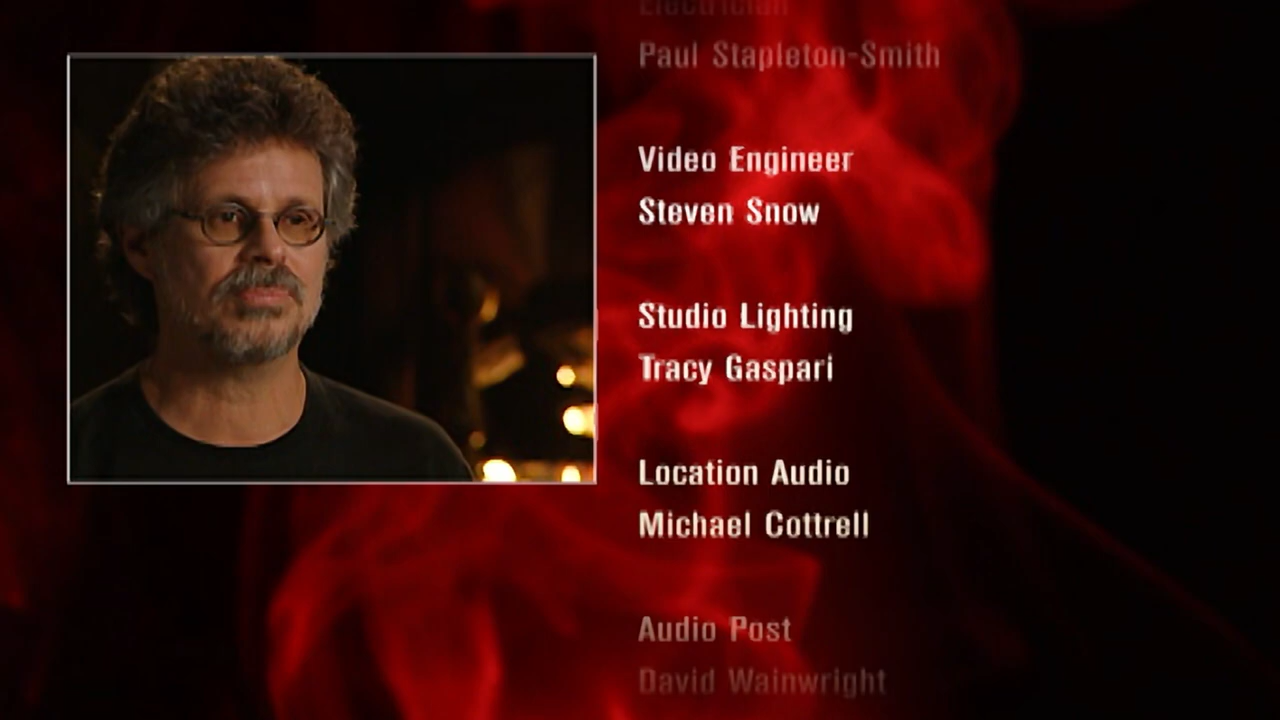 Electrician
Paul Stapleton-Smith
Video Engineer
Steven Snow
Studio Lighting
Tracy Gaspari
Location Audio
Michael Cottrell
Audio Post
David Wainwright